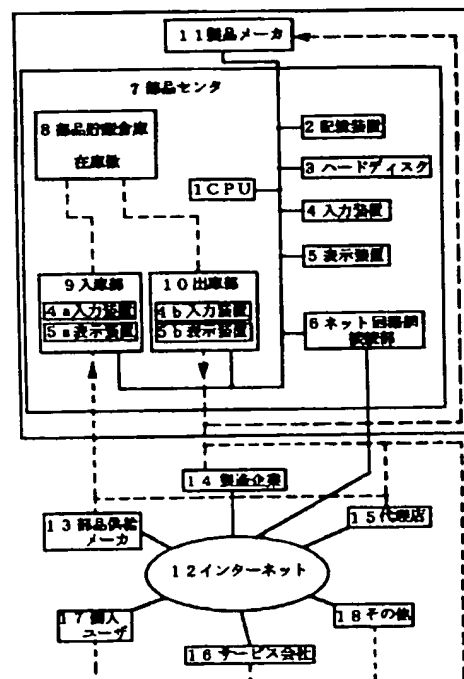 11製品メーカ
7部品センタ
8部品貯蔵倉庫
在庫数
2記憶装置
3ハードディスク
1CPU
4入力装置
5表示装置
9入庫部
4a入力装置
5a表示装置
10出庫部
4b入力装置
5b表示装置
6ネット回路網
接続部
14製造企業
13部品供給
メーカ
15代理店
12インターネット
17個人
ユーザ
18その他
16サービス会社